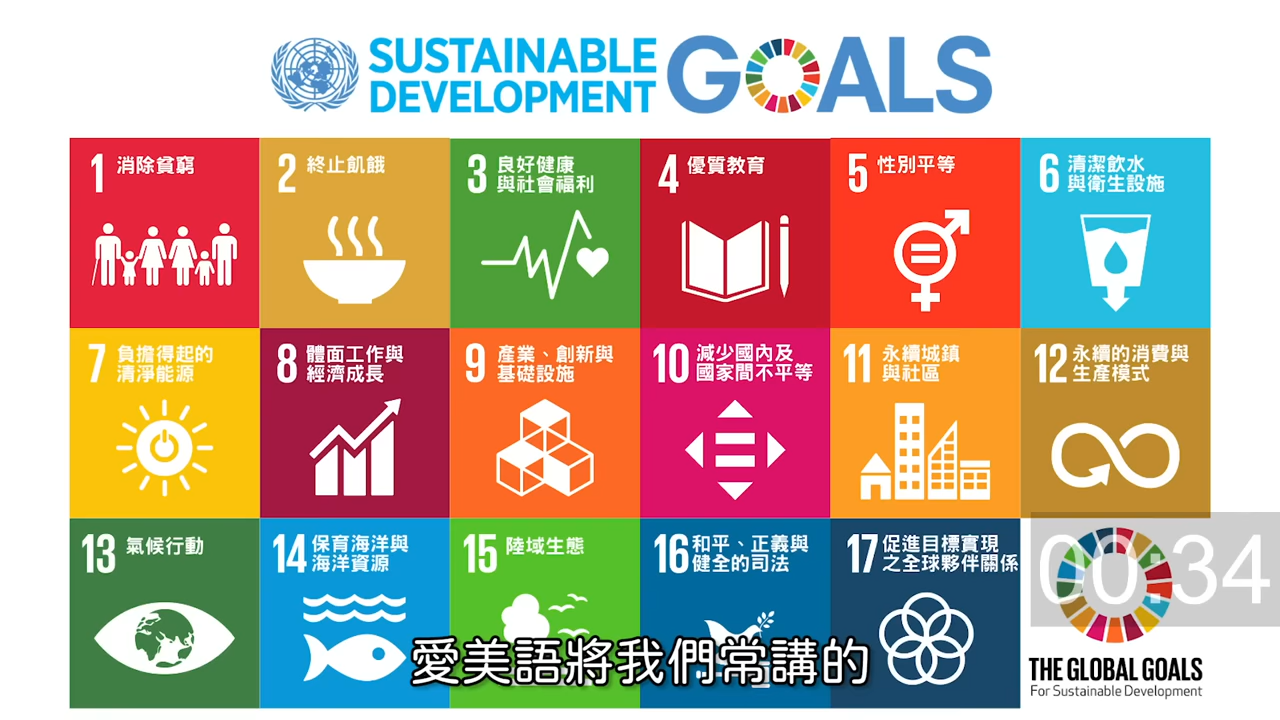 SUSTAINABLE
DEVELOPMENT
GOALS
1 消除貧窮
2 終止飢餓
3 良好健康
與社會福利
4 優質教育
5 性別平等
6 清潔飲水
與衛生設施
7 負擔得起的
清淨能源
8 體面工作與
經濟成長
9 產業、創新與
基礎設施
10 減少國內及
國家間不平等
11 永續城鎮
與社區
12 永續的消費與
生產模式
13 氣候行動
14 保育海洋與
海洋資源
15 陸域生態
16 和平、正義與
健全的司法
17 促進目標實現
之全球夥伴關係
00:34
愛美語將我們常講的
THE GLOBAL GOALS
For Sustainable Development